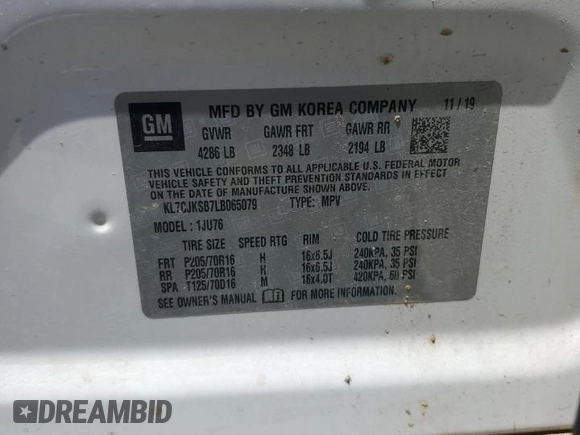 GM
MFD BY GM KOREA COMPANY 11/19
GVWR GAWR FRT GAWR RR
4286 LB 2348 LB 2194 LB
THIS VEHICLE CONFORMS TO ALL APPLICABLE U.S. FEDERAL MOTOR
VEHICLE SAFETY, BUMPER, AND THEFT PREVENTION STANDARDS IN EFFECT
ON THE DATE OF MANUFACTURE SHOWN ABOVE.
KL7CJKSB7LB065079 TYPE: MPV
MODEL: 1JU76
TIRE SIZE SPEED RTG RIM COLD TIRE PRESSURE
FRT P205/70R16 H 16x6.5J 240KPA, 35 PSI
RR P205/70R16 H 16x6.5J 240KPA, 35 PSI
SPA T125/70D16 M 16x4.0T 420KPA, 60 PSI
SEE OWNER'S MANUAL FOR MORE INFORMATION.
DREAMBID